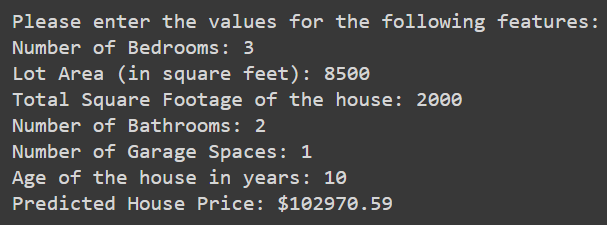 Please enter the values for the following features:
Number of Bedrooms: 3
Lot Area (in square feet): 8500
Total Square Footage of the house: 2000
Number of Bathrooms: 2
Number of Garage Spaces: 1
Age of the house in years: 10
Predicted House Price: $102970.59